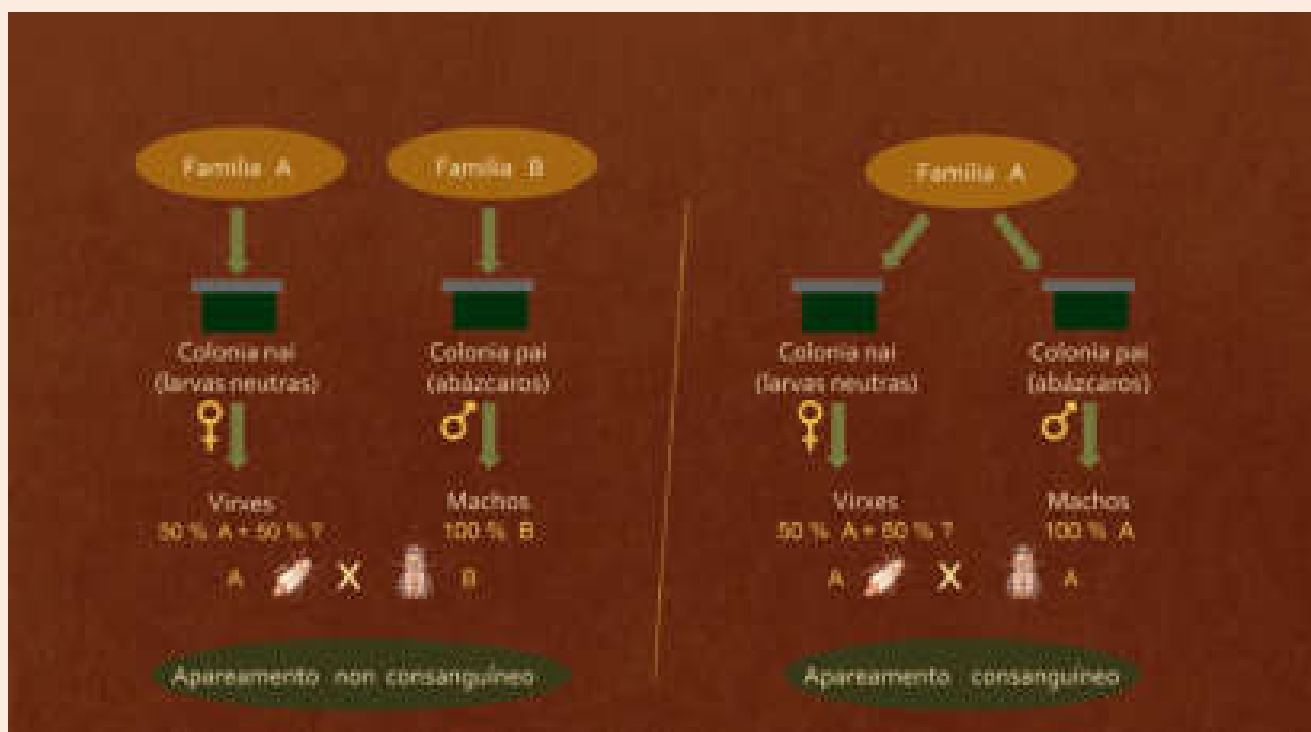 Familia A
Familia B
Colonia nai
(larvas neutras)
Colonia pai
(abázcaros)
Virxes
50 % A + 50 % ?
Machos
100 % B
A X B
Apareamento non consanguíneo
Familia A
Colonia nai
(larvas neutras)
Colonia pai
(abázcaros)
Virxes
50 % A + 50 % ?
Machos
100 % A
A X A
Apareamento consanguíneo